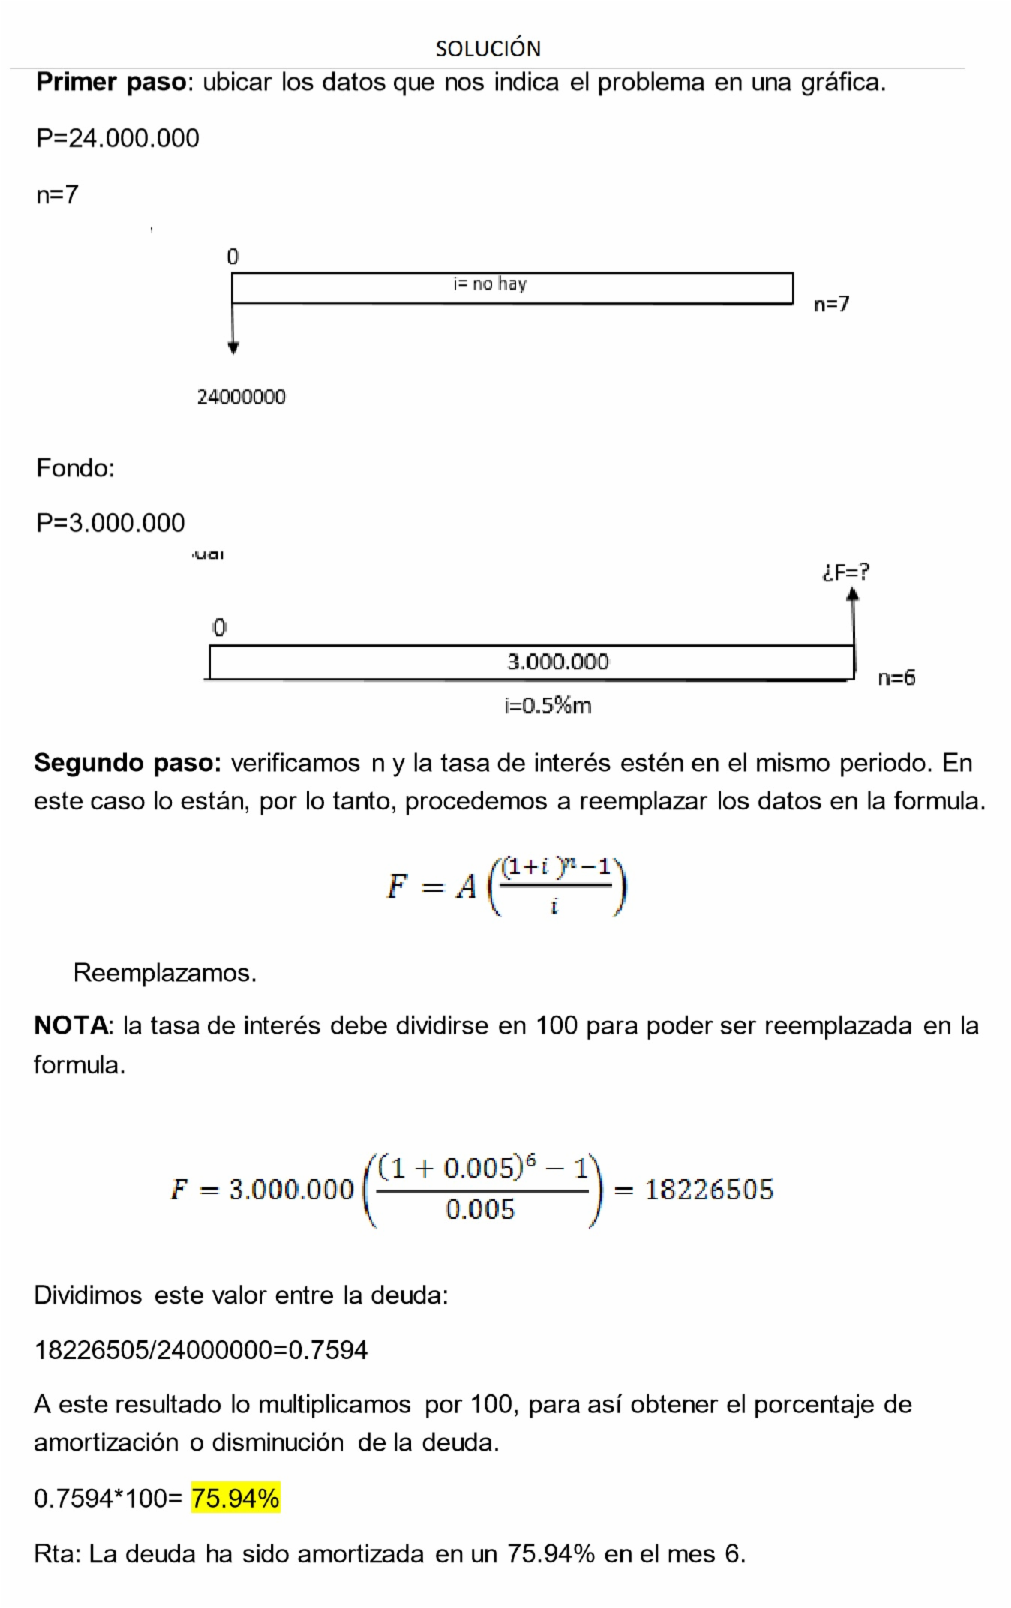 SOLUCIÓN
Primer paso: ubicar los datos que nos indica el problema en una gráfica.
P=24.000.000
n=7
0
i= no hay
n=7
24000000
Fondo:
P=3.000.000
¿F=?
0
3.000.000
n=6
i=0.5%m
Segundo paso: verificamos n y la tasa de interés estén en el mismo periodo. En
este caso lo están, por lo tanto, procedemos a reemplazar los datos en la formula.
F = A (((1+i )^n−1)/i)
Reemplazamos.
NOTA: la tasa de interés debe dividirse en 100 para poder ser reemplazada en la
formula.
F = 3.000.000 (((1 + 0.005)^6 − 1)/0.005) = 18226505
Dividimos este valor entre la deuda:
18226505/24000000=0.7594
A este resultado lo multiplicamos por 100, para así obtener el porcentaje de
amortización o disminución de la deuda.
0.7594*100= 75.94%
Rta: La deuda ha sido amortizada en un 75.94% en el mes 6.